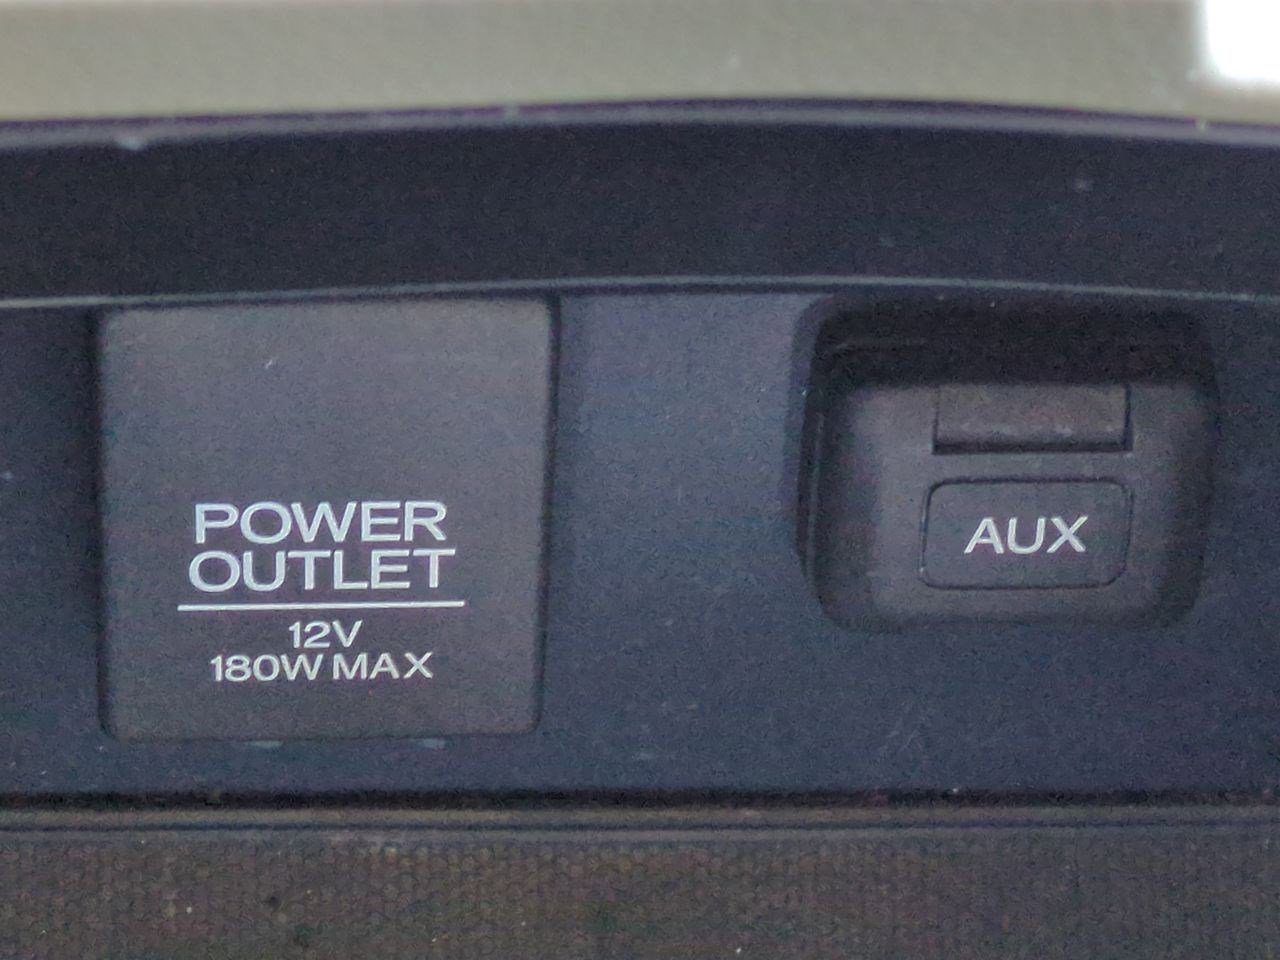 POWER
OUTLET
12V
180W MAX
AUX